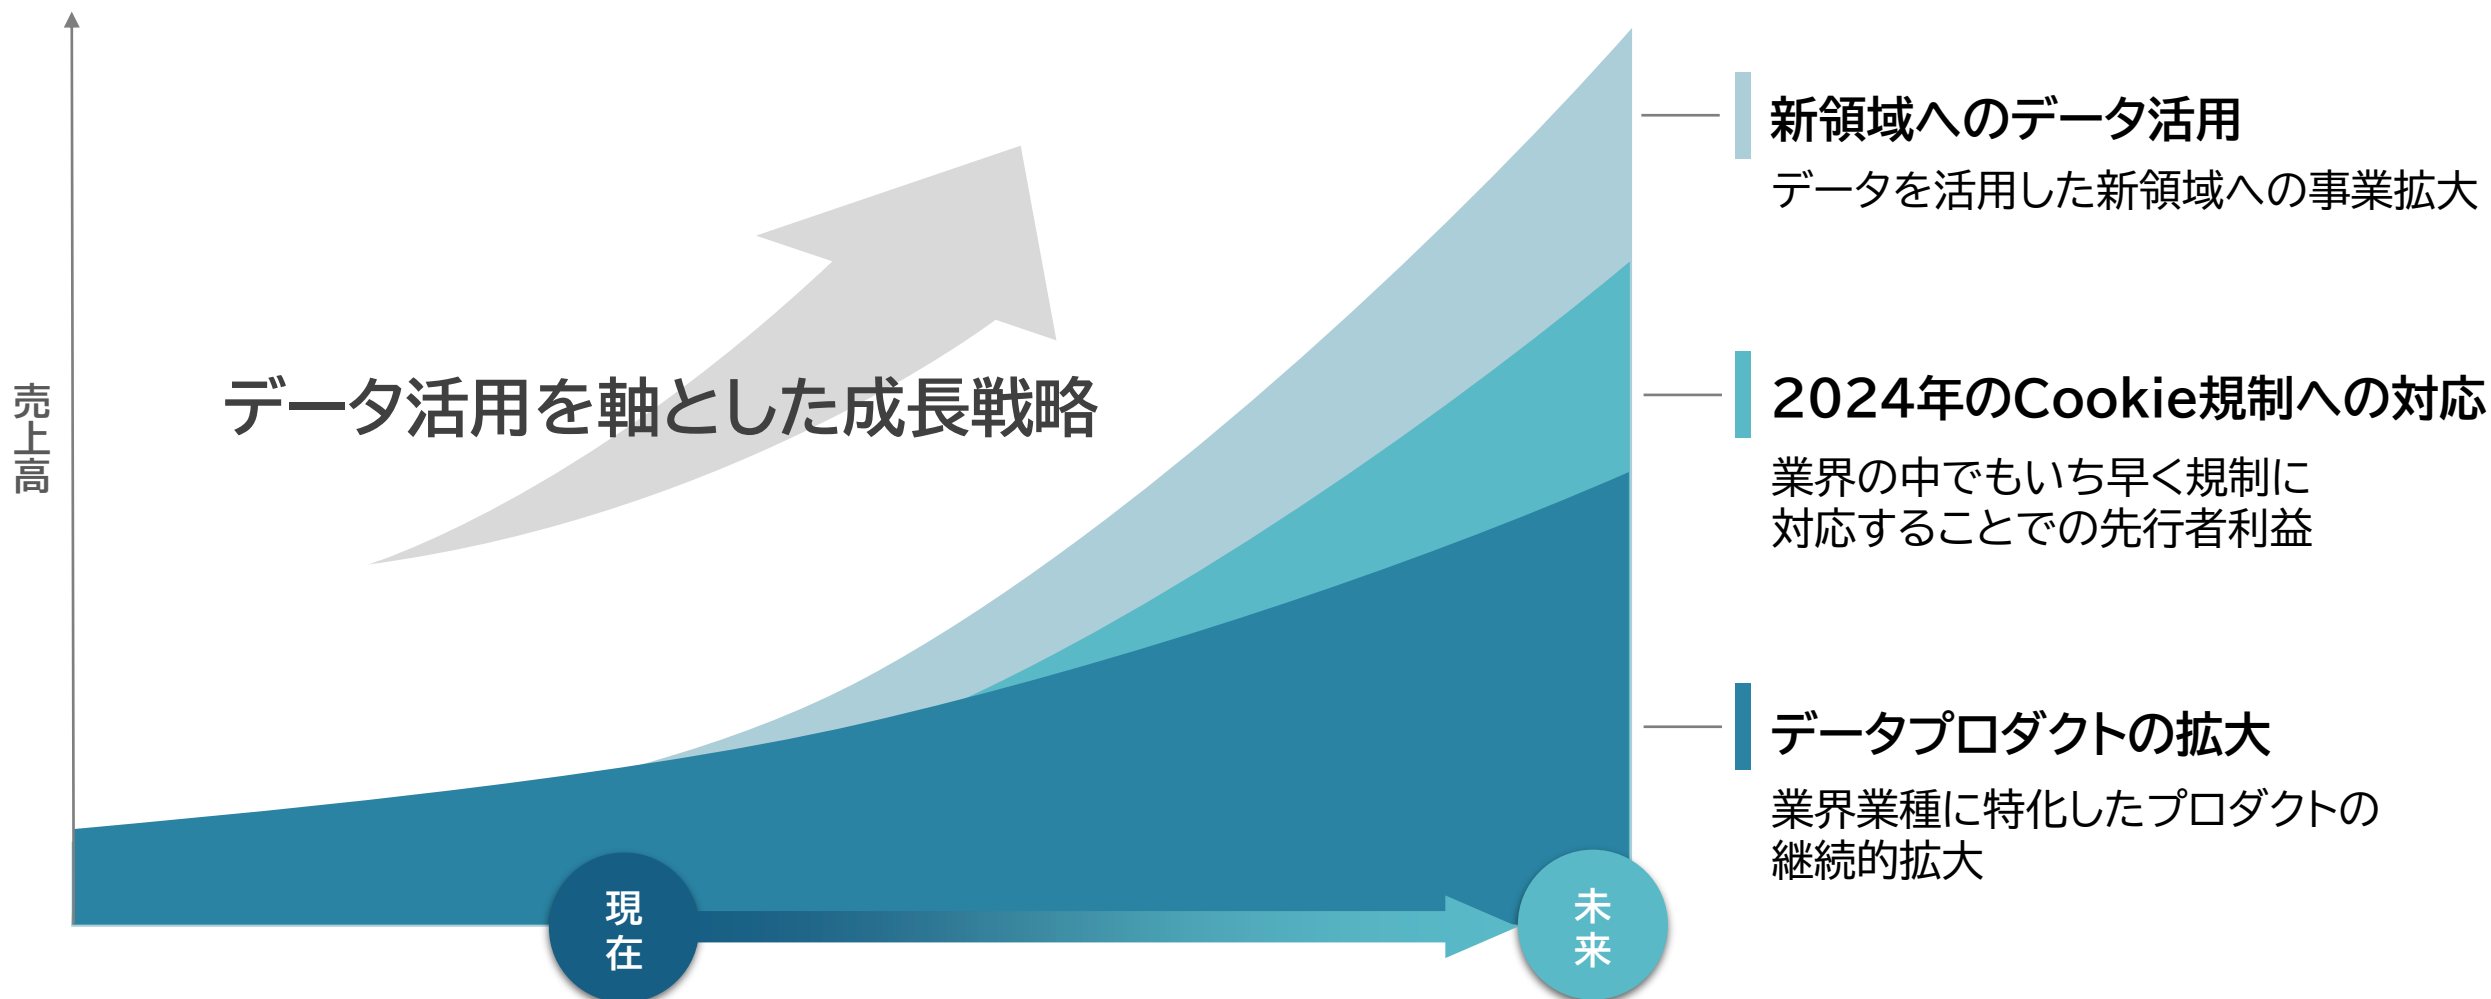 売上高
データ活用を軸とした成長戦略
新領域へのデータ活用
データを活用した新領域への事業拡大
2024年のCookie規制への対応
業界の中でもいち早く規制に
対応することでの先行者利益
データプロダクトの拡大
業界業種に特化したプロダクトの
継続的拡大
現在
未来